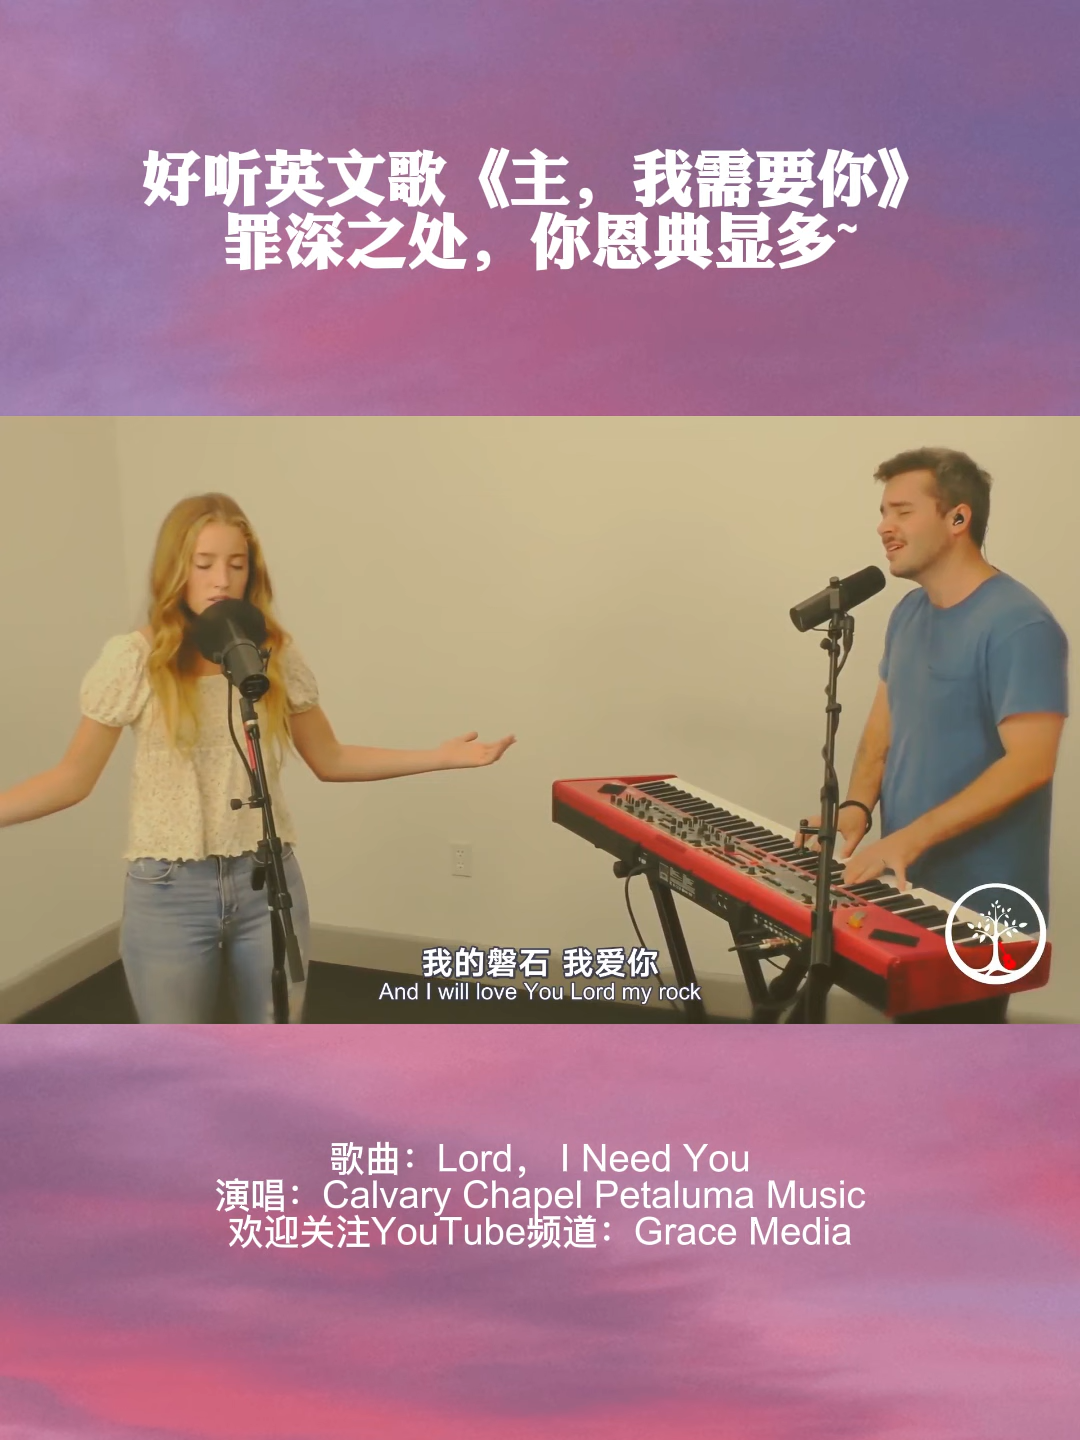 好听英文歌《主，我需要你》
罪深之处，你恩典显多~
我的磐石 我爱你
And I will love You Lord my rock
歌曲：Lord， I Need You
演唱：Calvary Chapel Petaluma Music
欢迎关注YouTube频道：Grace Media